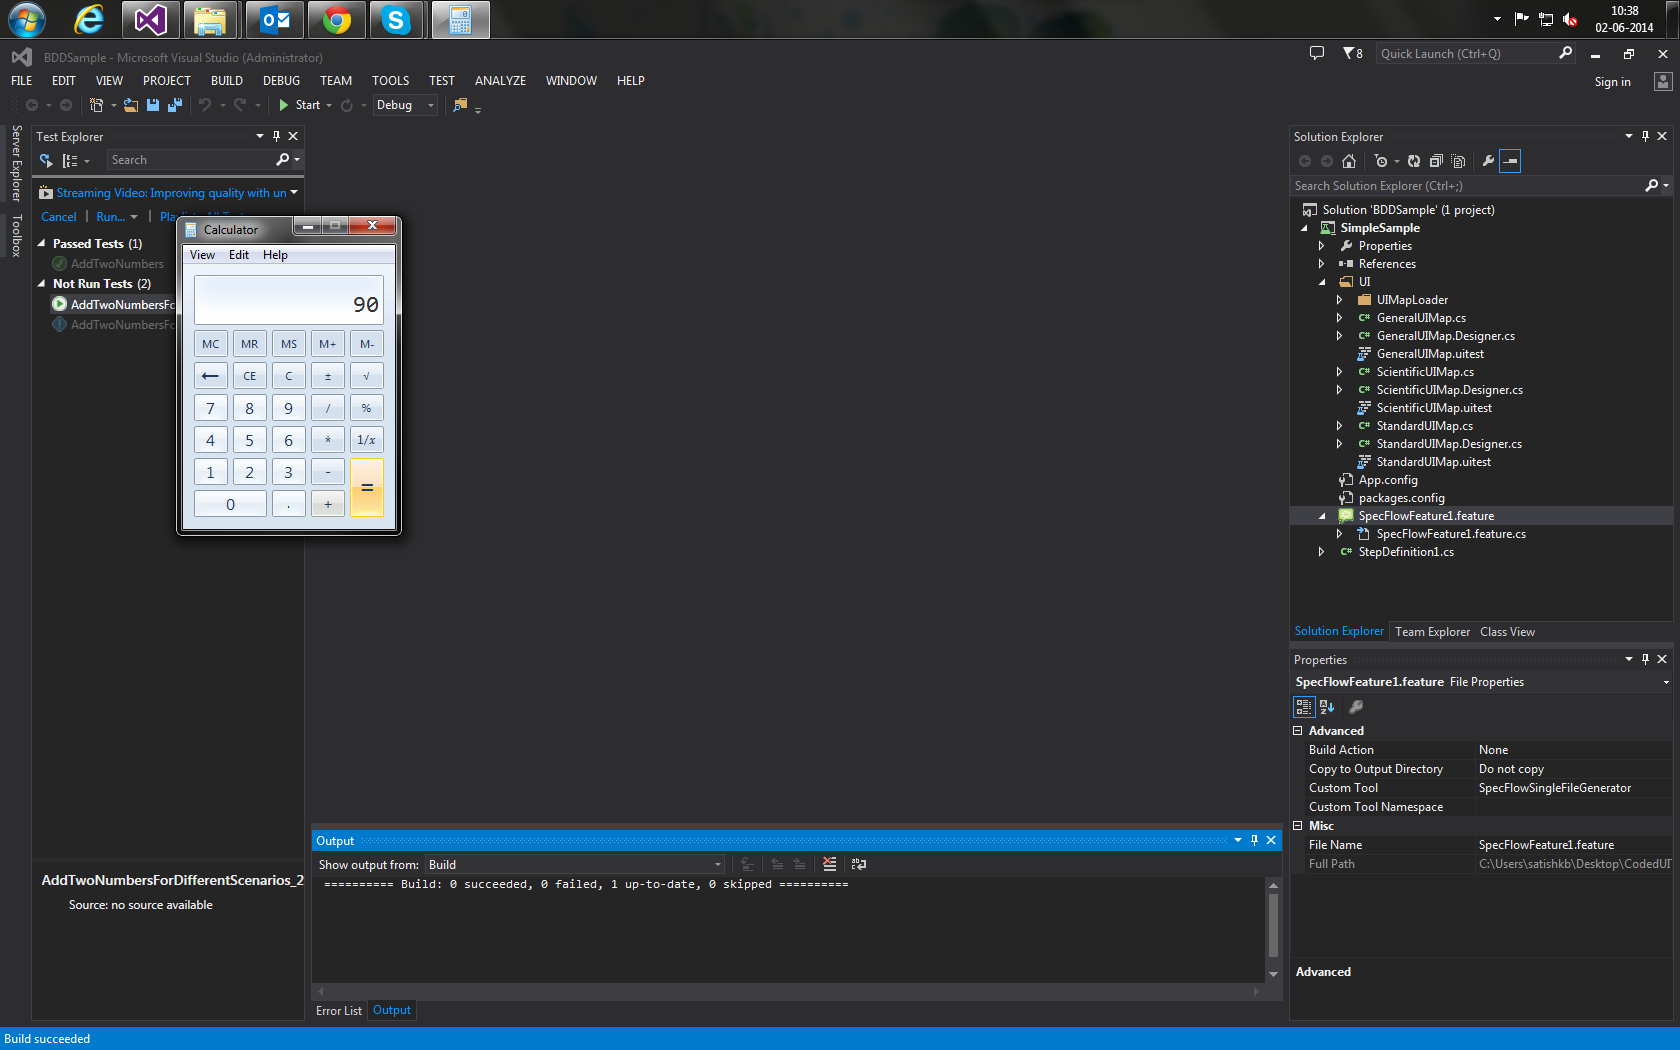 10:38
02-06-2014
BDDSample - Microsoft Visual Studio (Administrator)
8
Quick Launch (Ctrl+Q)
FILE EDIT VIEW PROJECT BUILD DEBUG TEAM TOOLS TEST ANALYZE WINDOW HELP
Sign in
Start
Debug
Server Explorer
Toolbox
Test Explorer
Search
Streaming Video: Improving quality with un
Cancel | Run... |
Passed Tests (1)
AddTwoNumbers
Not Run Tests (2)
AddTwoNumbersFo
AddTwoNumbersFo
Calculator
View Edit Help
90
MC MR MS M+ M-
← CE C ± √
7 8 9 / %
4 5 6 * 1/x
1 2 3 - =
0 . +
AddTwoNumbersForDifferentScenarios_2
Source: no source available
Output
Show output from: Build
========== Build: 0 succeeded, 0 failed, 1 up-to-date, 0 skipped ==========
Error List Output
Solution Explorer
Search Solution Explorer (Ctrl+;)
Solution 'BDDSample' (1 project)
SimpleSample
Properties
References
UI
UIMapLoader
GeneralUIMap.cs
GeneralUIMap.Designer.cs
GeneralUIMap.uitest
ScientificUIMap.cs
ScientificUIMap.Designer.cs
ScientificUIMap.uitest
StandardUIMap.cs
StandardUIMap.Designer.cs
StandardUIMap.uitest
App.config
packages.config
SpecFlowFeature1.feature
SpecFlowFeature1.feature.cs
StepDefinition1.cs
Solution Explorer Team Explorer Class View
Properties
SpecFlowFeature1.feature File Properties
Advanced
Build Action None
Copy to Output Directory Do not copy
Custom Tool SpecFlowSingleFileGenerator
Custom Tool Namespace
Misc
File Name SpecFlowFeature1.feature
Full Path C:\Users\satishkb\Desktop\CodedUI
Advanced
Build succeeded